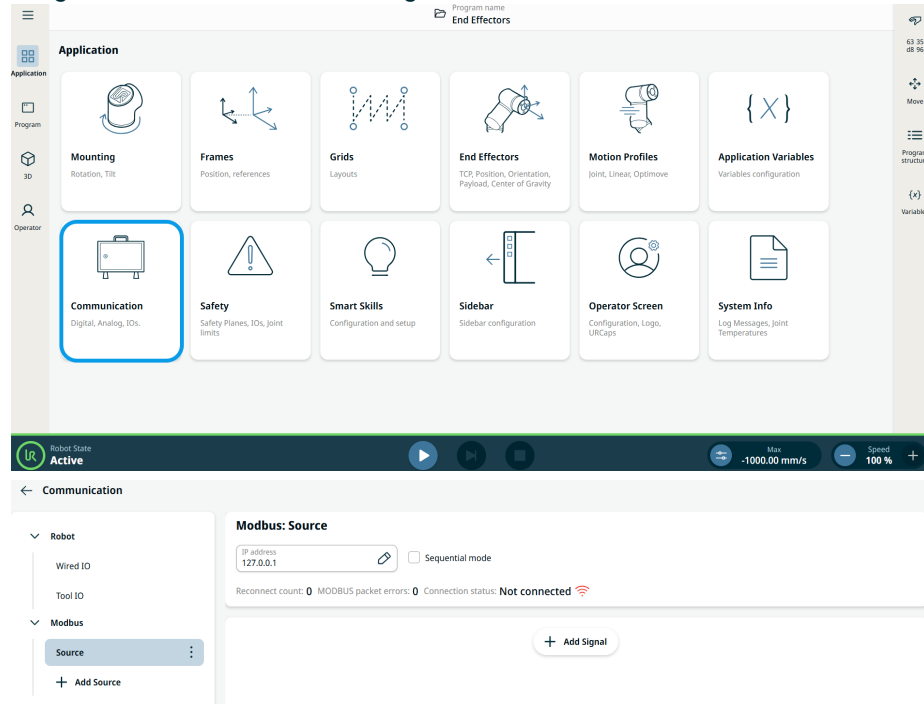 Program name
End Effectors
Application
63 35
d8 96
Application
Move
Program
Mounting
Rotation, Tilt
Frames
Position, references
Grids
Layouts
End Effectors
TCP, Position, Orientation,
Payload, Center of Gravity
Motion Profiles
Joint, Linear, Optimove
Application Variables
Variables configuration
3D
Operator
Communication
Digital, Analog, IOs.
Safety
Safety Planes, IOs, Joint
limits
Smart Skills
Configuration and setup
Sidebar
Sidebar configuration
Operator Screen
Configuration, Logo,
URCaps
System Info
Log Messages, Joint
Temperatures
UR
Robot State
Active
Max
-1000.00 mm/s
Speed
100 %
Communication
Robot
Wired IO
Tool IO
Modbus
Source
Add Source
Modbus: Source
IP address
127.0.0.1
Sequential mode
Reconnect count: 0 MODBUS packet errors: 0 Connection status: Not connected
Add Signal